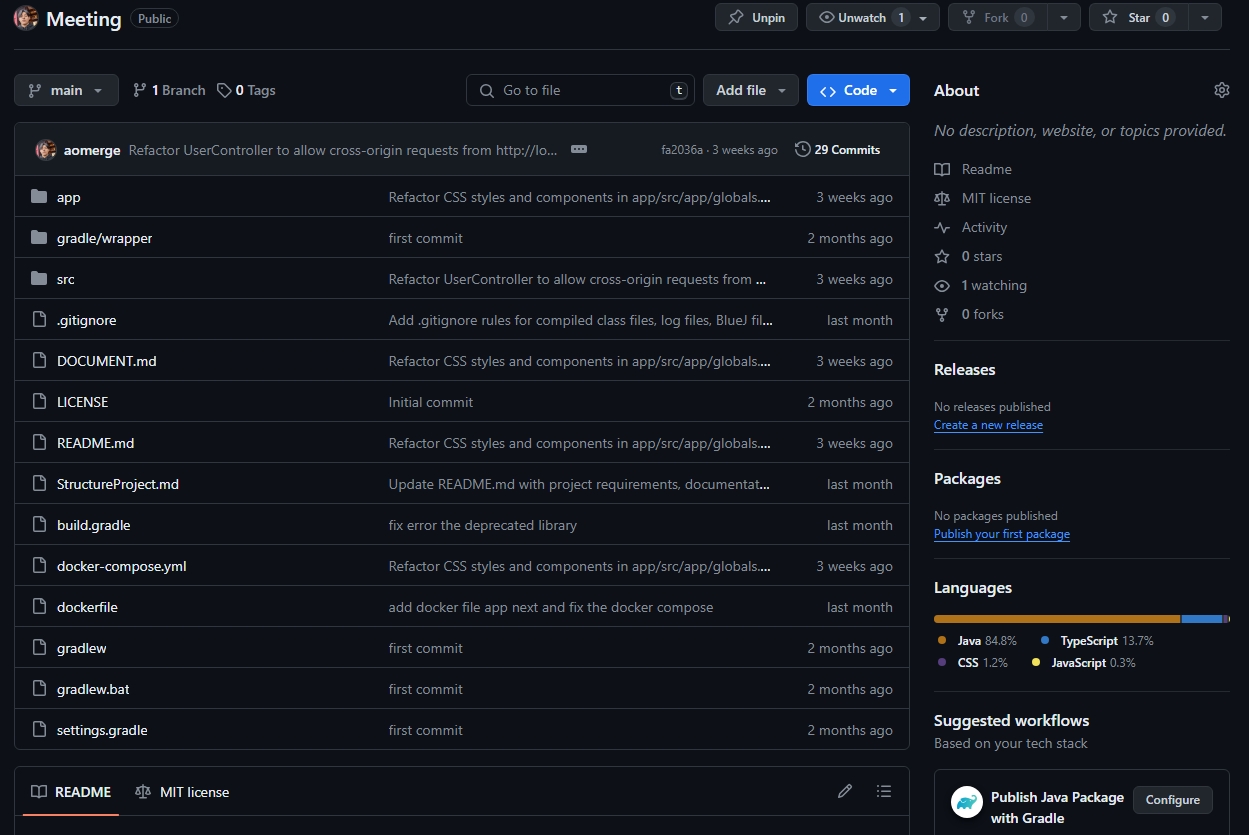 Meeting Public Unpin Unwatch 1 Fork 0 Star 0
main 1 Branch 0 Tags Go to file t Add file Code
aomerge Refactor UserController to allow cross-origin requests from http://lo... fa2036a · 3 weeks ago 29 Commits
app Refactor CSS styles and components in app/src/app/globals.... 3 weeks ago
gradle/wrapper first commit 2 months ago
src Refactor UserController to allow cross-origin requests from ... 3 weeks ago
.gitignore Add .gitignore rules for compiled class files, log files, BlueJ fil... last month
DOCUMENT.md Refactor CSS styles and components in app/src/app/globals.... 3 weeks ago
LICENSE Initial commit 2 months ago
README.md Refactor CSS styles and components in app/src/app/globals.... 3 weeks ago
StructureProject.md Update README.md with project requirements, documentat... last month
build.gradle fix error the deprecated library last month
docker-compose.yml Refactor CSS styles and components in app/src/app/globals.... 3 weeks ago
dockerfile add docker file app next and fix the docker compose last month
gradlew first commit 2 months ago
gradlew.bat first commit 2 months ago
settings.gradle first commit 2 months ago
README MIT license
About
No description, website, or topics provided.
Readme
MIT license
Activity
0 stars
1 watching
0 forks
Releases
No releases published
Create a new release
Packages
No packages published
Publish your first package
Languages
Java 84.8% TypeScript 13.7%
CSS 1.2% JavaScript 0.3%
Suggested workflows
Based on your tech stack
Publish Java Package Configure
with Gradle